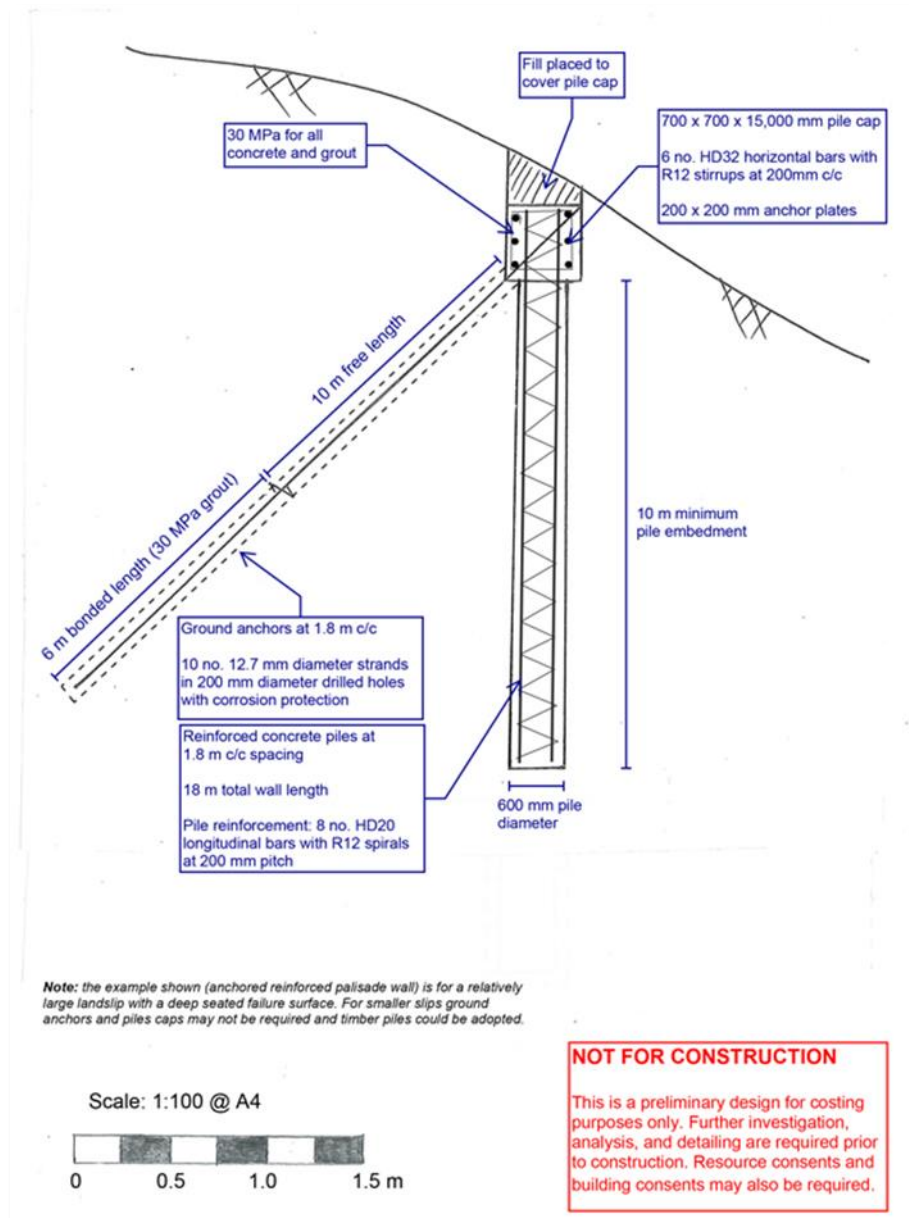 Fill placed to
cover pile cap
30 MPa for all
concrete and grout
700 x 700 x 15,000 mm pile cap
6 no. HD32 horizontal bars with
R12 stirrups at 200mm c/c
200 x 200 mm anchor plates
10 m free length
6 m bonded length (30 MPa grout)
10 m minimum
pile embedment
Ground anchors at 1.8 m c/c
10 no. 12.7 mm diameter strands
in 200 mm diameter drilled holes
with corrosion protection
Reinforced concrete piles at
1.8 m c/c spacing
18 m total wall length
Pile reinforcement: 8 no. HD20
longitudinal bars with R12 spirals
at 200 mm pitch
600 mm pile
diameter
Note: the example shown (anchored reinforced palisade wall) is for a relatively
large landslip with a deep seated failure surface. For smaller slips ground
anchors and piles caps may not be required and timber piles could be adopted.
Scale: 1:100 @ A4
0 0.5 1.0 1.5 m
NOT FOR CONSTRUCTION
This is a preliminary design for costing
purposes only. Further investigation,
analysis, and detailing are required prior
to construction. Resource consents and
building consents may also be required.